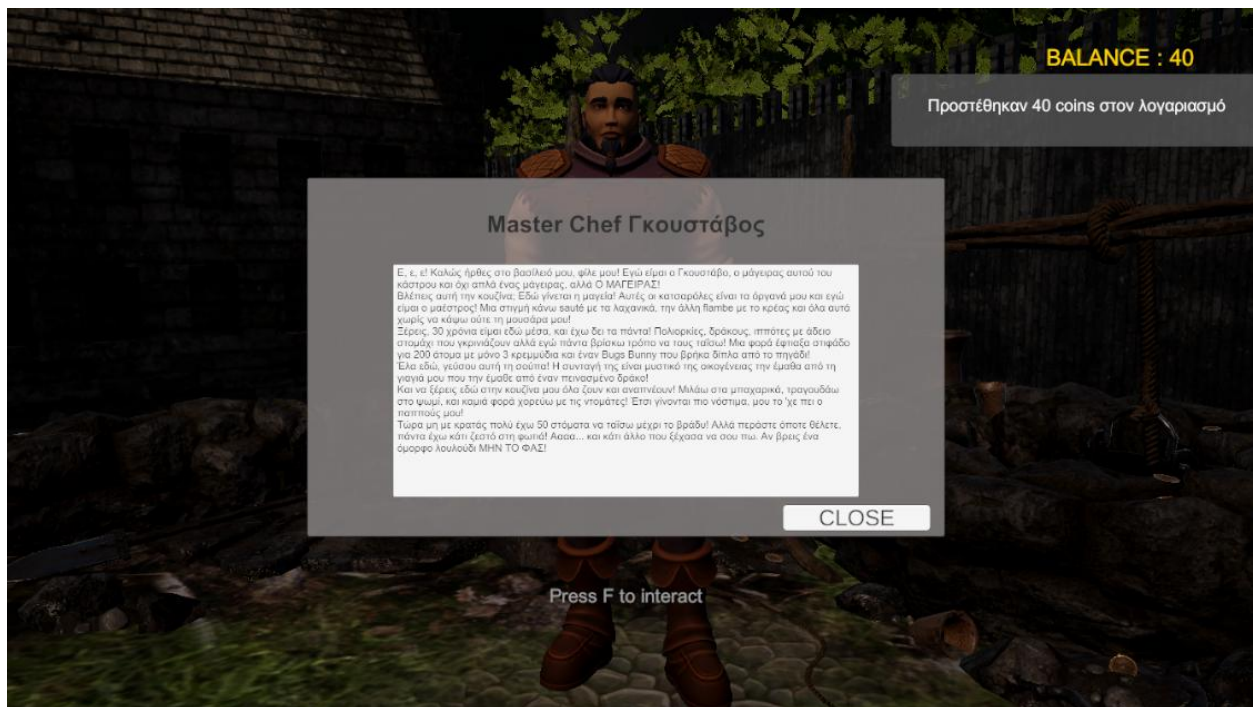 BALANCE : 40
Προστέθηκαν 40 coins στον λογαριασμό
Master Chef Γκουστάβος
Ε, ε, ε! Καλώς ήρθες στο βασίλειό μου, φίλε μου! Εγώ είμαι ο Γκουστάβο, ο μάγειρας αυτού του
κάστρου και όχι απλά ένας μάγειρας, αλλά Ο ΜΑΓΕΙΡΑΣ!
Βλέπεις αυτή την κουζίνα; Εδώ γίνεται η μαγεία! Αυτές οι κατσαρόλες είναι τα όργανά μου και εγώ
είμαι ο μαέστρος! Μια στιγμή κάνω sauté με τα λαχανικά, την άλλη flambe με το κρέας και όλα αυτά
χωρίς να κάψω ούτε τη μουσάρα μου!
Ξέρεις, 30 χρόνια είμαι εδώ μέσα, και έχω δει τα πάντα! Πολιορκίες, δράκους, ιππότες με άδειο
στομάχι που γκρινιάζουν αλλά εγώ πάντα βρίσκω τρόπο να τους ταΐσω! Μια φορά έφτιαξα στιφάδο
για 200 άτομα με μόνο 3 κρεμμύδια και έναν Bugs Bunny που βρήκα δίπλα από το πηγάδι!
Έλα εδώ, γεύσου αυτή τη σούπα! Η συνταγή της είναι μυστικό της οικογένειας την έμαθα από τη
γιαγιά μου που την έμαθε από έναν πεινασμένο δράκο!
Και να ξέρεις εδώ στην κουζίνα μου όλα ζουν και αναπνέουν! Μιλάω στα μπαχαρικά, τραγουδάω
στο ψωμί, και καμιά φορά χορεύω με τις ντομάτες! Έτσι γίνονται πιο νόστιμα, μου το 'χε πει ο
παππούς μου!
Τώρα μη με κρατάς πολύ έχω 50 στόματα να ταΐσω μέχρι το βράδυ! Αλλά περάστε όποτε θέλετε,
πάντα έχω κάτι ζεστό στη φωτιά! Αααα... και κάτι άλλο που ξέχασα να σου πω. Αν βρεις ένα
όμορφο λουλούδι ΜΗΝ ΤΟ ΦΑΣ!
CLOSE
Press F to interact